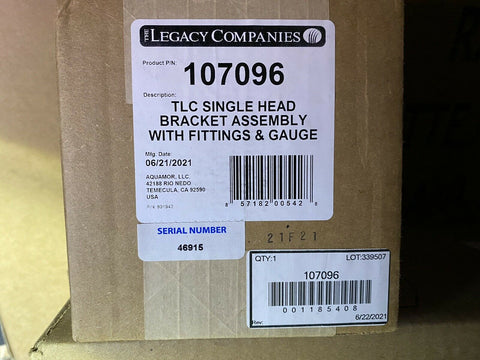 THE LEGACY COMPANIES
Product P/N:
107096
Description:
TLC SINGLE HEAD
BRACKET ASSEMBLY
WITH FITTINGS & GAUGE
Mfg. Date:
06/21/2021
AQUAMOR, LLC.
42188 RIO NEDO
TEMECULA, CA 92590
USA
8 57182 00542 8
SERIAL NUMBER
46915
21F21
QTY:1 LOT:339507
107096
001185408
Rev: 6/22/2021